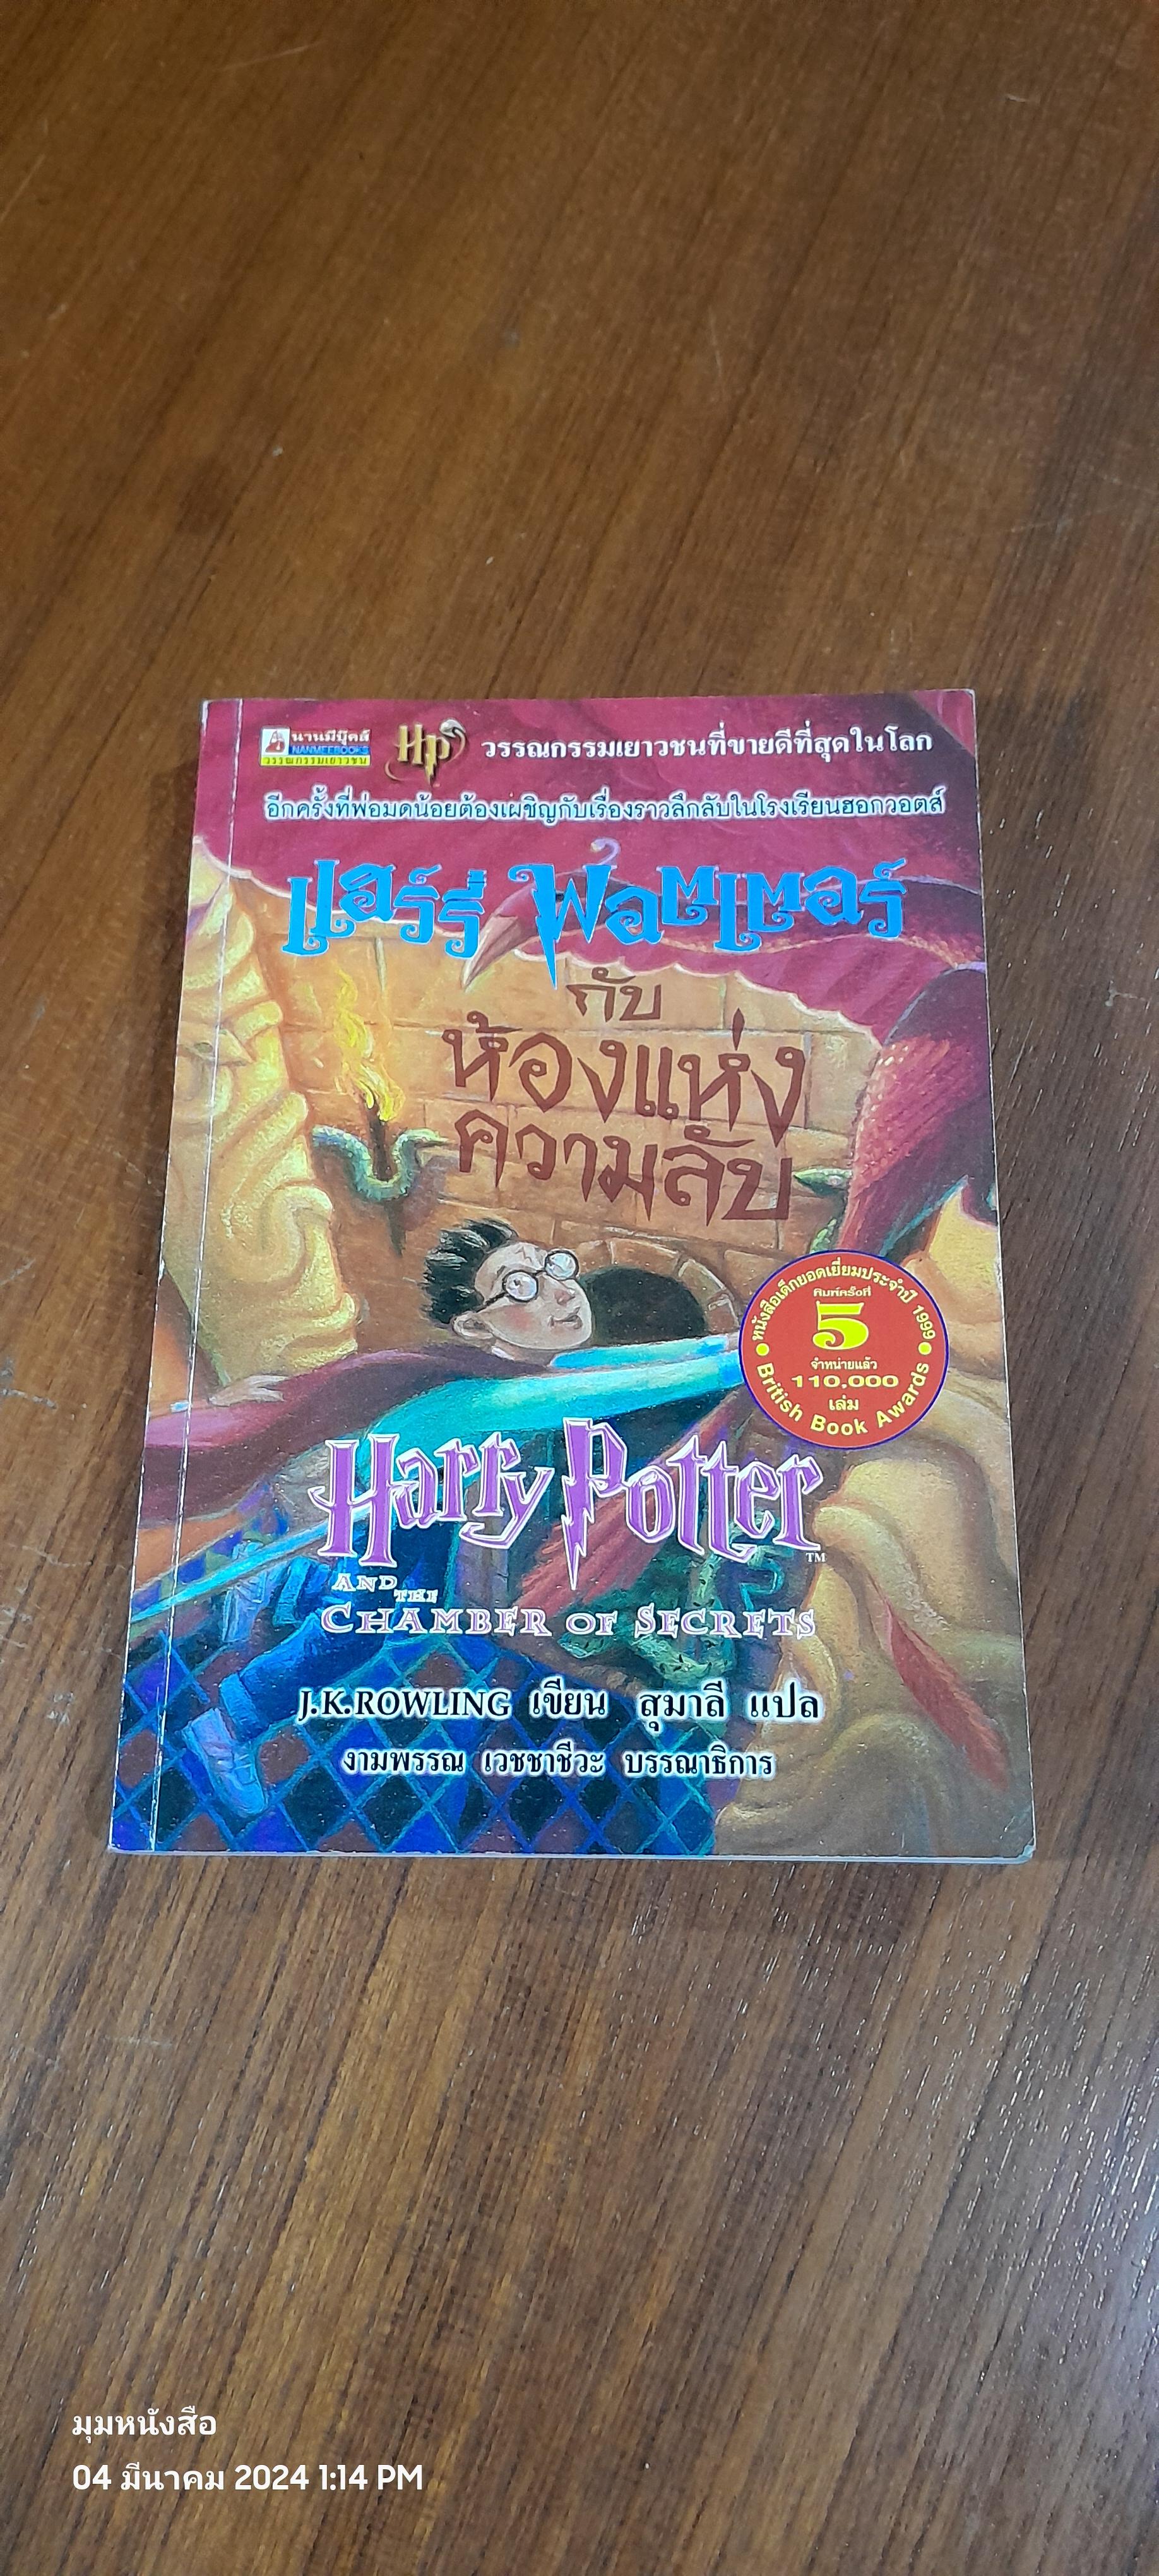 นานมีบุ๊คส์
NANMEEBOOKS
วรรณกรรมเยาวชน
HP
วรรณกรรมเยาวชนที่ขายดีที่สุดในโลก
อีกครั้งที่พ่อมดน้อยต้องเผชิญกับเรื่องราวลึกลับในโรงเรียนฮอกวอตส์
แฮร์รี่ พอตเตอร์
กับ
ห้องแห่ง
ความลับ
หนังสือเด็กยอดเยี่ยมประจำปี 1999
พิมพ์ครั้งที่
5
จำหน่ายแล้ว
110,000
เล่ม
British Book Awards
Harry Potter™
AND THE
CHAMBER OF SECRETS
J.K.ROWLING เขียน สุมาลี แปล
งามพรรณ เวชชาชีวะ บรรณาธิการ
มุมหนังสือ
04 มีนาคม 2024 1:14 PM